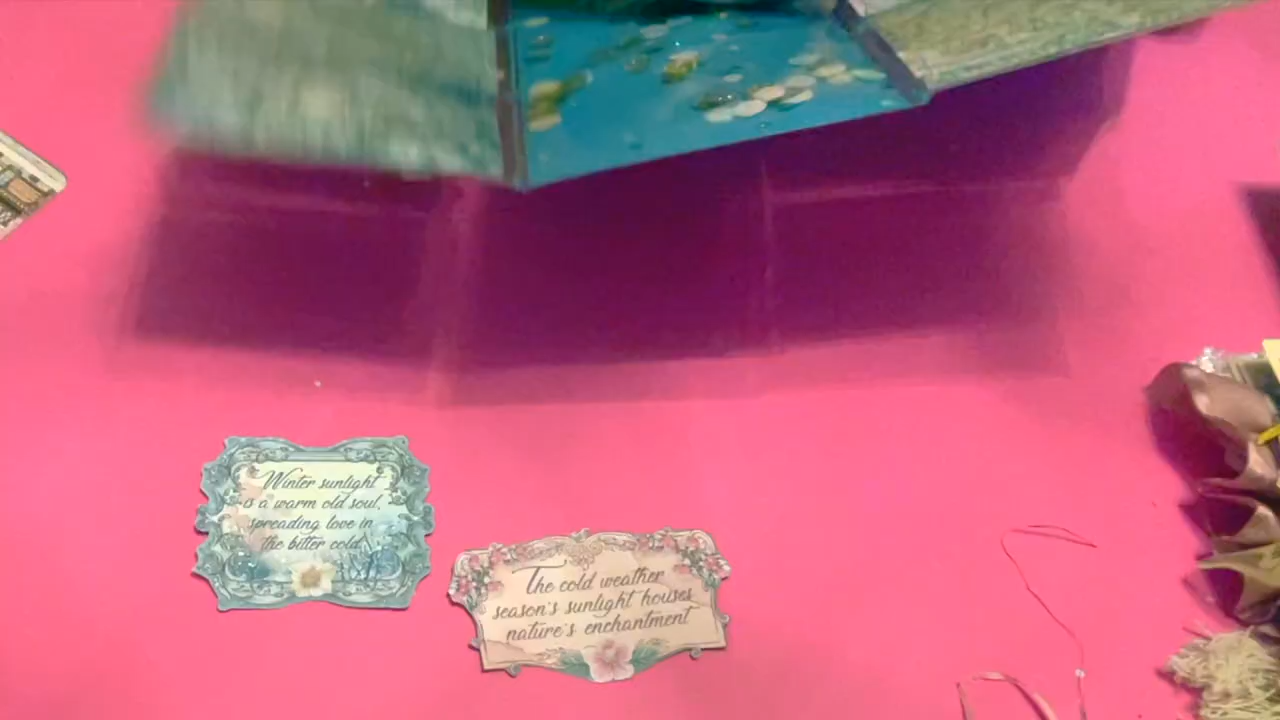 Winter sunlight
is a warm old soul,
spreading love in
the bitter cold.
The cold weather
season's sunlight houses
nature's enchantment